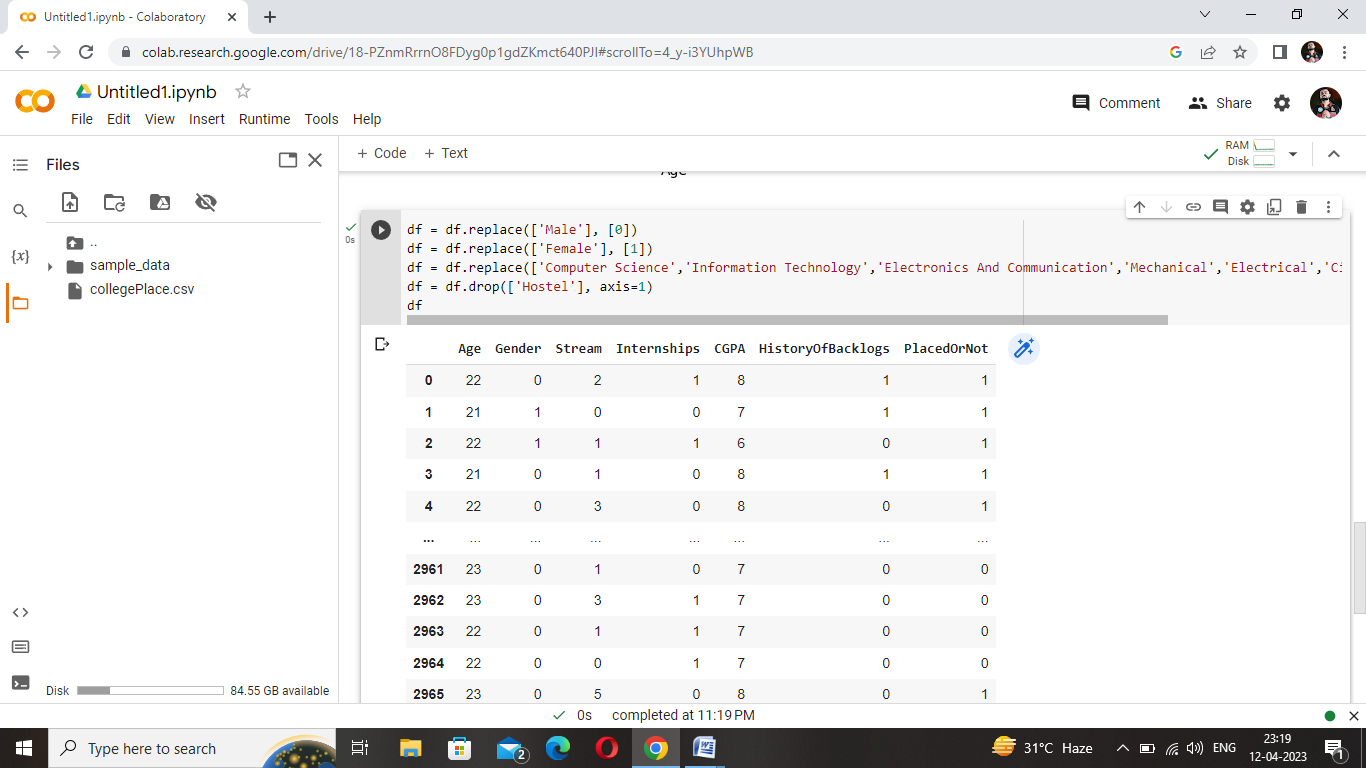 Untitled1.ipynb - Colaboratory
colab.research.google.com/drive/18-PZnmRrrnO8FDyg0p1gdZKmct640PJI#scrollTo=4_y-i3YUhpWB
Untitled1.ipynb
File Edit View Insert Runtime Tools Help
Comment
Share
Files
+ Code + Text
RAM
Disk
Age
..
sample_data
collegePlace.csv
{x}
0s
df = df.replace(['Male'], [0])
df = df.replace(['Female'], [1])
df = df.replace(['Computer Science','Information Technology','Electronics And Communication','Mechanical','Electrical','Ci
df = df.drop(['Hostel'], axis=1)
df
Age Gender Stream Internships CGPA HistoryOfBacklogs PlacedOrNot
0 22 0 2 1 8 1 1
1 21 1 0 0 7 1 1
2 22 1 1 1 6 0 1
3 21 0 1 0 8 1 1
4 22 0 3 0 8 0 1
... ... ... ... ... ... ... ...
2961 23 0 1 0 7 0 0
2962 23 0 3 1 7 0 0
2963 22 0 1 1 7 0 0
2964 22 0 0 1 7 0 0
2965 23 0 5 0 8 0 1
Disk 84.55 GB available
0s completed at 11:19 PM
Type here to search
2
31°C Haze
ENG
23:19
12-04-2023
1